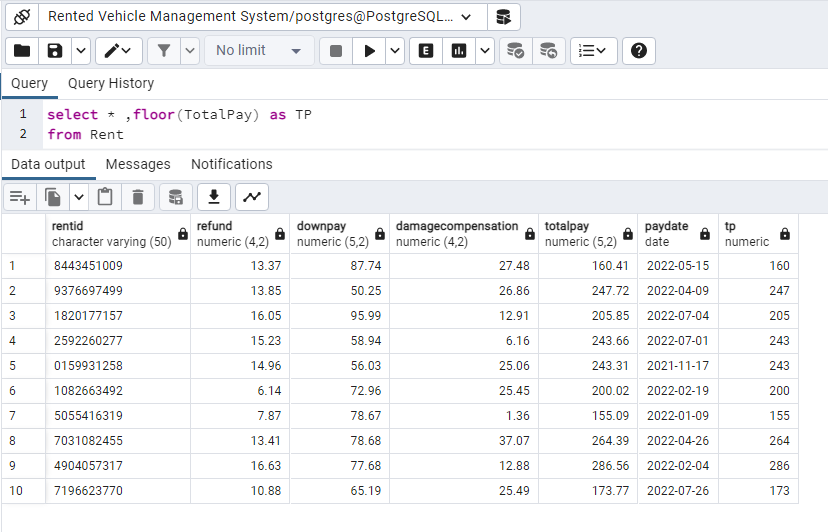 Rented Vehicle Management System/postgres@PostgreSQL...
No limit
E
Query Query History
1 select * ,floor(TotalPay) as TP
2 from Rent
Data output Messages Notifications
rentid refund downpay damagecompensation totalpay paydate tp
character varying (50) numeric (4,2) numeric (5,2) numeric (4,2) numeric (5,2) date numeric
1 8443451009 13.37 87.74 27.48 160.41 2022-05-15 160
2 9376697499 13.85 50.25 26.86 247.72 2022-04-09 247
3 1820177157 16.05 95.99 12.91 205.85 2022-07-04 205
4 2592260277 15.23 58.94 6.16 243.66 2022-07-01 243
5 0159931258 14.96 56.03 25.06 243.31 2021-11-17 243
6 1082663492 6.14 72.96 25.45 200.02 2022-02-19 200
7 5055416319 7.87 78.67 1.36 155.09 2022-01-09 155
8 7031082455 13.41 78.68 37.07 264.39 2022-04-26 264
9 4904057317 16.63 77.68 12.88 286.56 2022-02-04 286
10 7196623770 10.88 65.19 25.49 173.77 2022-07-26 173